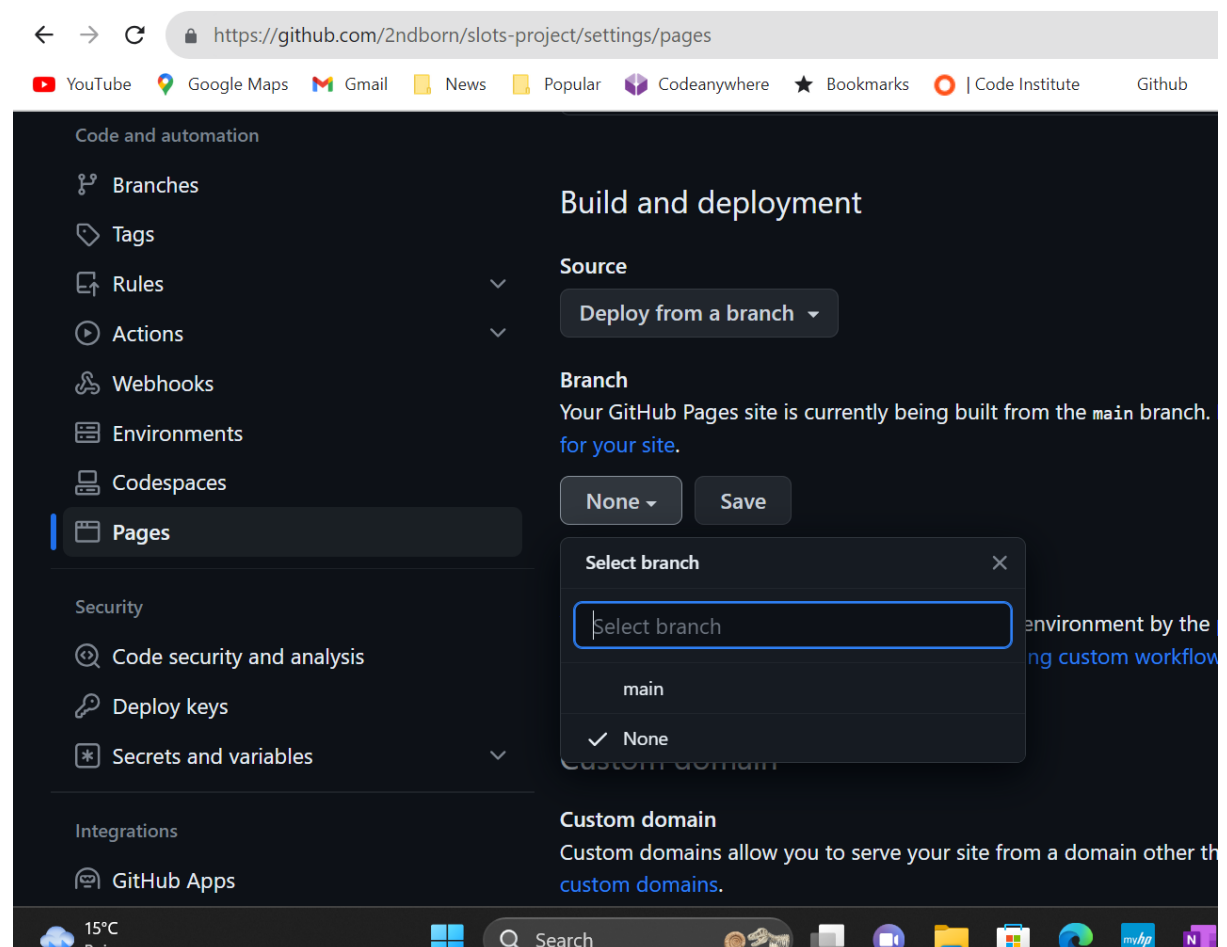 https://github.com/2ndborn/slots-project/settings/pages
YouTube Google Maps Gmail News Popular Codeanywhere Bookmarks | Code Institute Github
Code and automation
Branches
Tags
Rules
Actions
Webhooks
Environments
Codespaces
Pages
Security
Code security and analysis
Deploy keys
Secrets and variables
Integrations
GitHub Apps
Build and deployment
Source
Deploy from a branch
Branch
Your GitHub Pages site is currently being built from the main branch.
for your site.
None Save
Select branch
Select branch
environment by the
ng custom workflow
main
None
Custom domain
Custom domain
Custom domains allow you to serve your site from a domain other th
custom domains.
15°C
Search
myhp
N